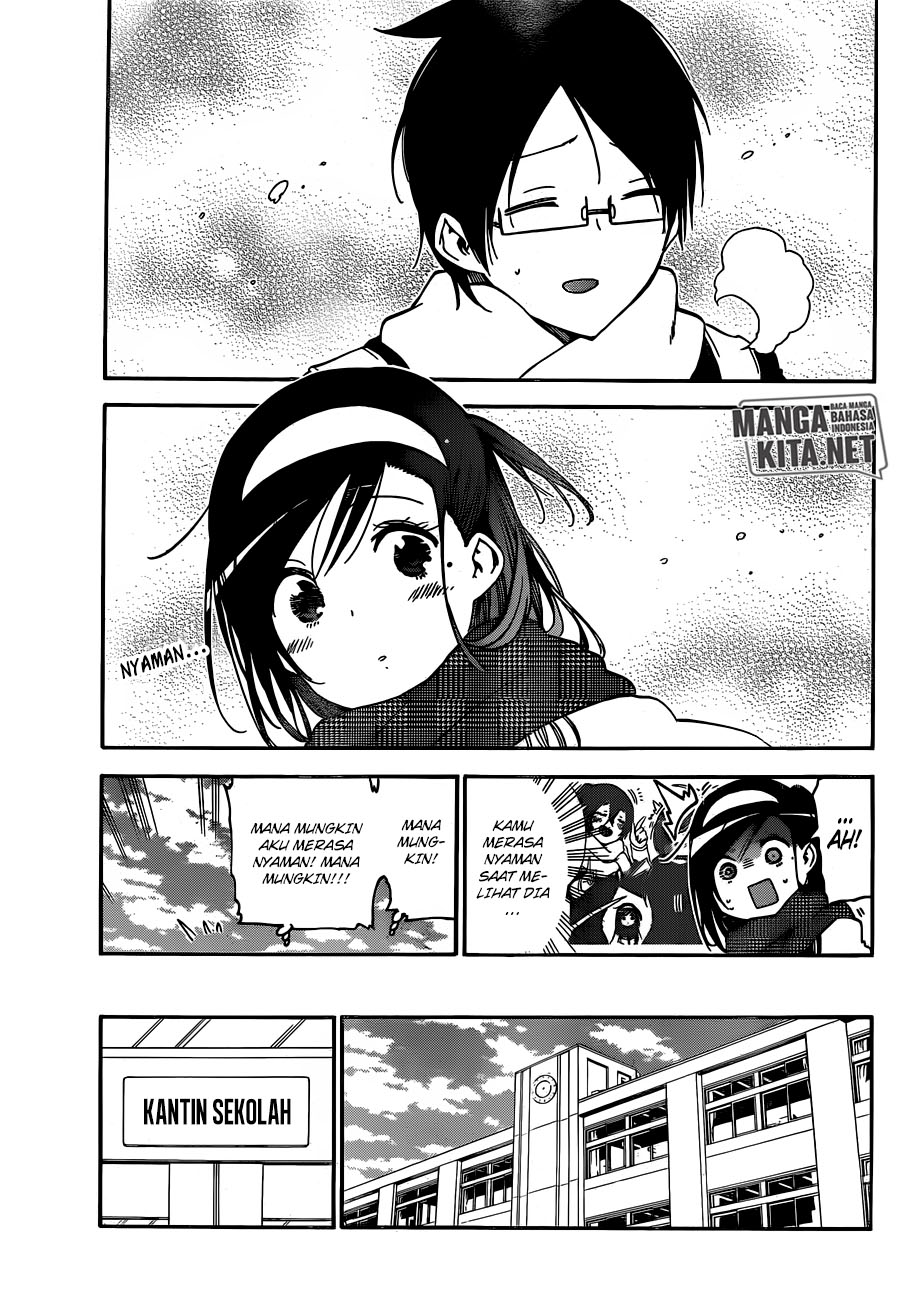 MANGA
KITA.NET
BACA MANGA
BAHASA
INDONESIA
NYAMAN...
... 
AH!
KAMU
MERASA
NYAMAN
SAAT ME-
LIHAT DIA
...
MANA
MUNG-
KIN!
MANA MUNGKIN
AKU MERASA
NYAMAN! MANA
MUNGKIN!!!
KANTIN SEKOLAH